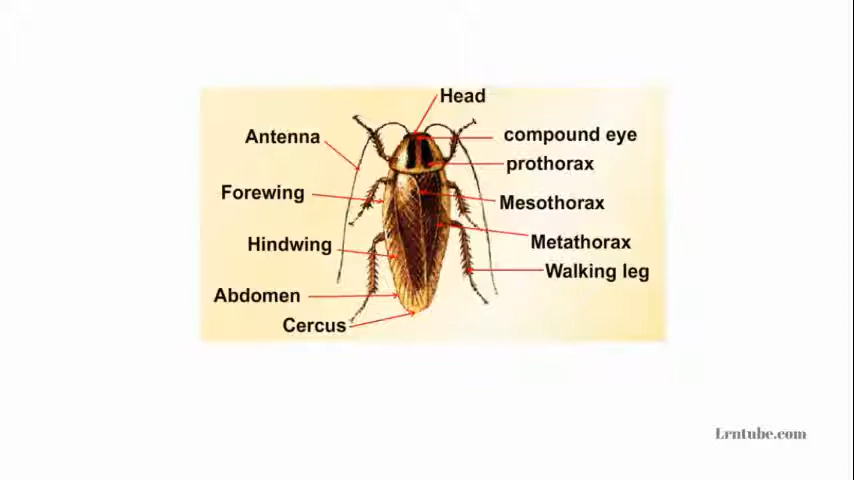 Head
Antenna
compound eye
prothorax
Forewing
Mesothorax
Hindwing
Metathorax
Walking leg
Abdomen
Cercus
Lrntube.com